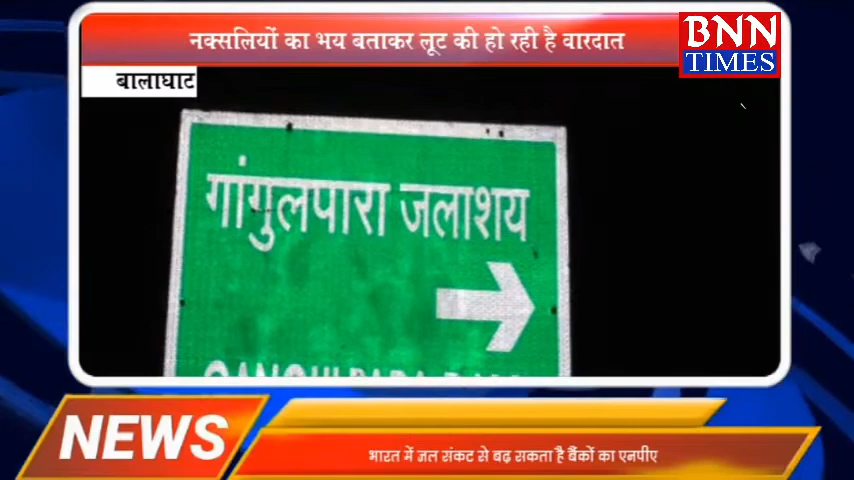 नक्सलियों का भय बताकर लूट की हो रही है वारदात
BNN
TIMES
बालाघाट
गांगुलपारा जलाशय
NEWS
भारत में जल संकट से बढ़ सकता है बैंकों का एनपीए